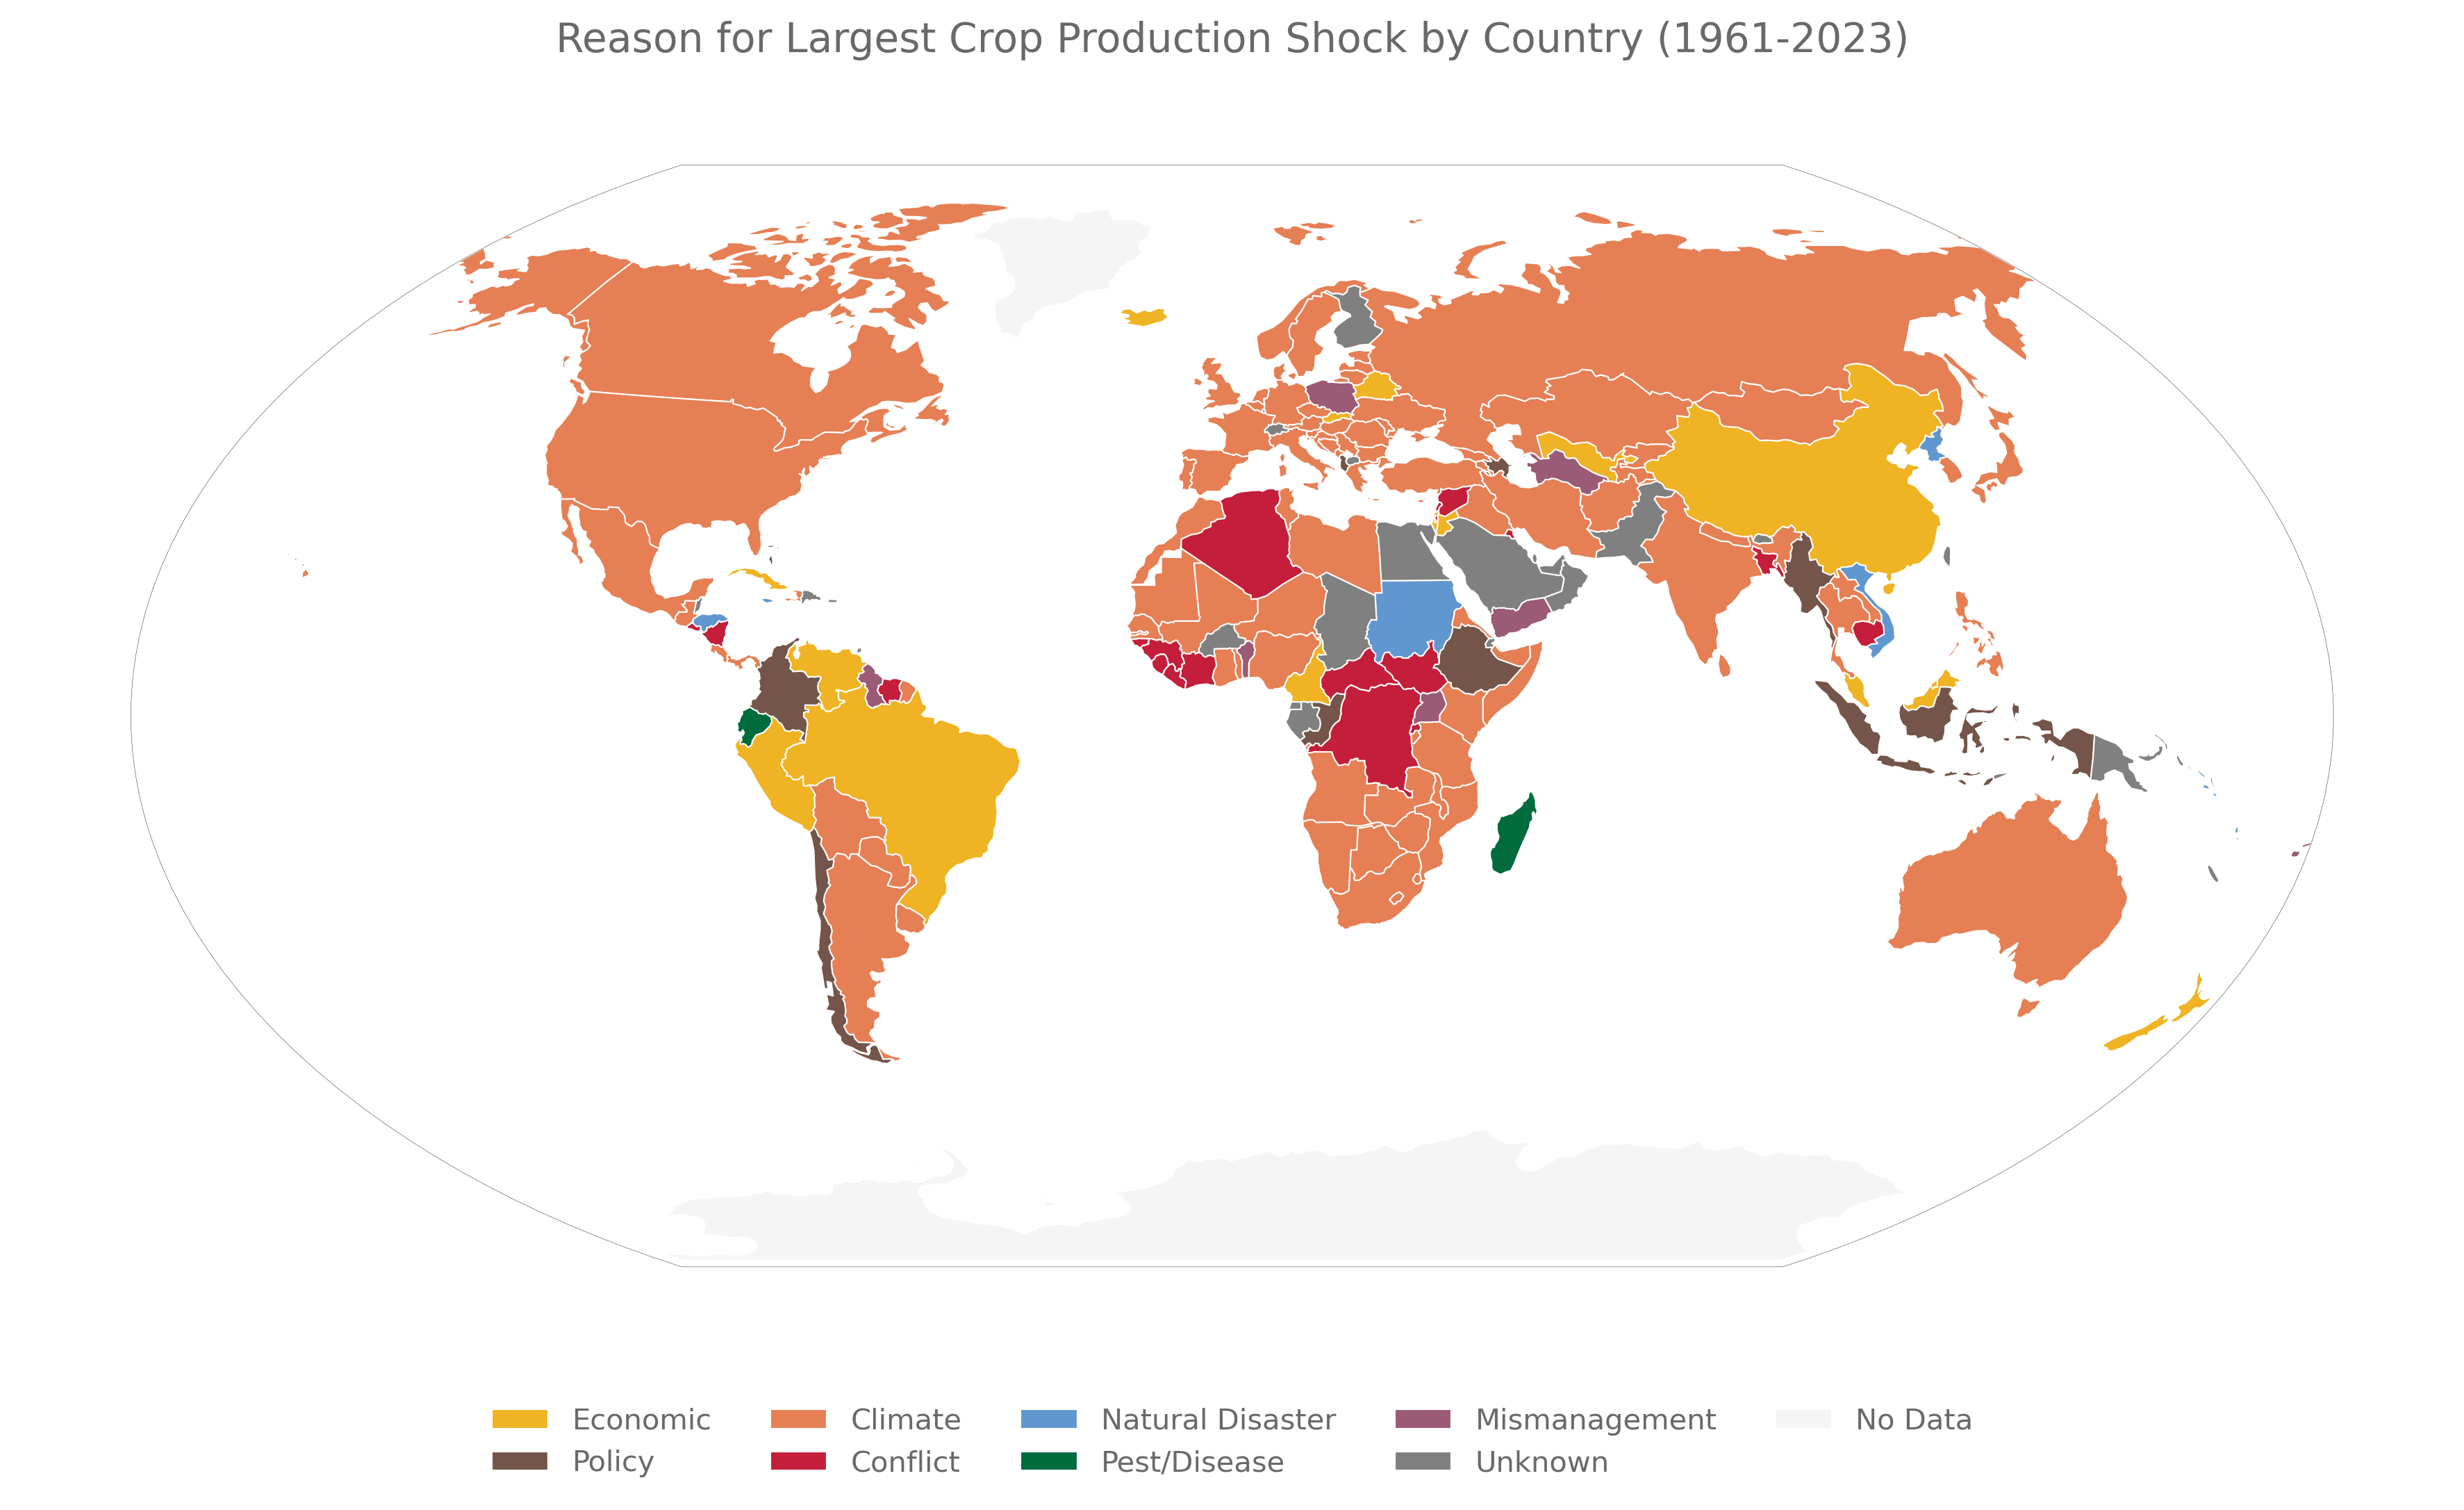 Reason for Largest Crop Production Shock by Country (1961-2023)
Economic
Climate
Natural Disaster
Mismanagement
No Data
Policy
Conflict
Pest/Disease
Unknown